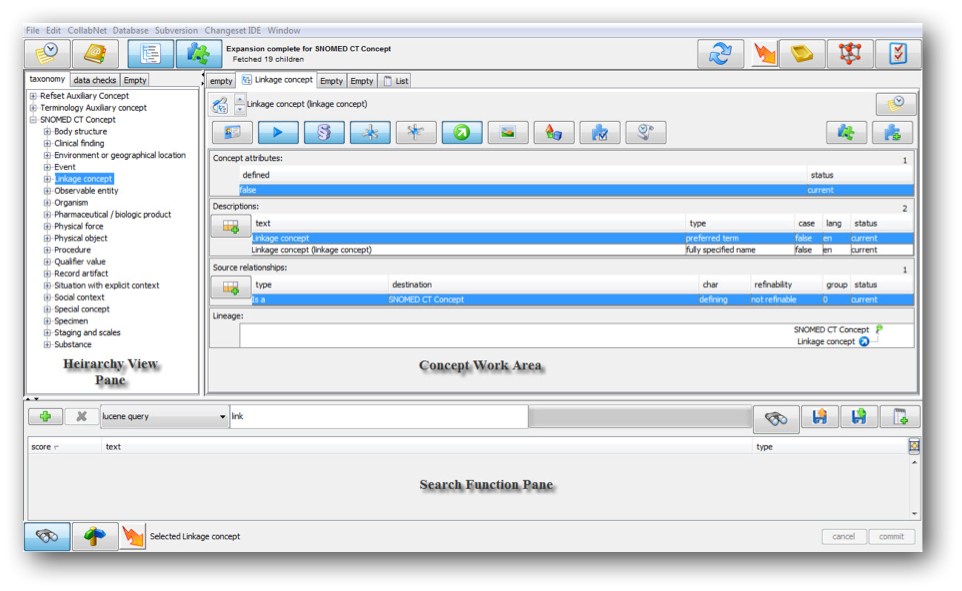 File Edit CollabNet Database Subversion Changeset IDE Window
Expansion complete for SNOMED CT Concept
Fetched 19 children
taxonomy data checks Empty
empty Linkage concept Empty Empty List
Refset Auxiliary Concept
Terminology Auxiliary concept
SNOMED CT Concept
Body structure
Clinical finding
Environment or geographical location
Event
Linkage concept
Observable entity
Organism
Pharmaceutical / biologic product
Physical force
Physical object
Procedure
Qualifier value
Record artifact
Situation with explicit context
Social context
Special concept
Specimen
Staging and scales
Substance
Heirarchy View
Pane
Linkage concept (linkage concept)
Concept attributes: 1
defined status
false current
Descriptions: 2
text type case lang status
Linkage concept preferred term false en current
Linkage concept (linkage concept) fully specified name false en current
Source relationships: 1
type destination char refinability group status
Is a SNOMED CT Concept defining not refinable 0 current
Lineage:
SNOMED CT Concept
Linkage concept
Concept Work Area
lucene query link
score text type
Search Function Pane
Selected Linkage concept cancel commit